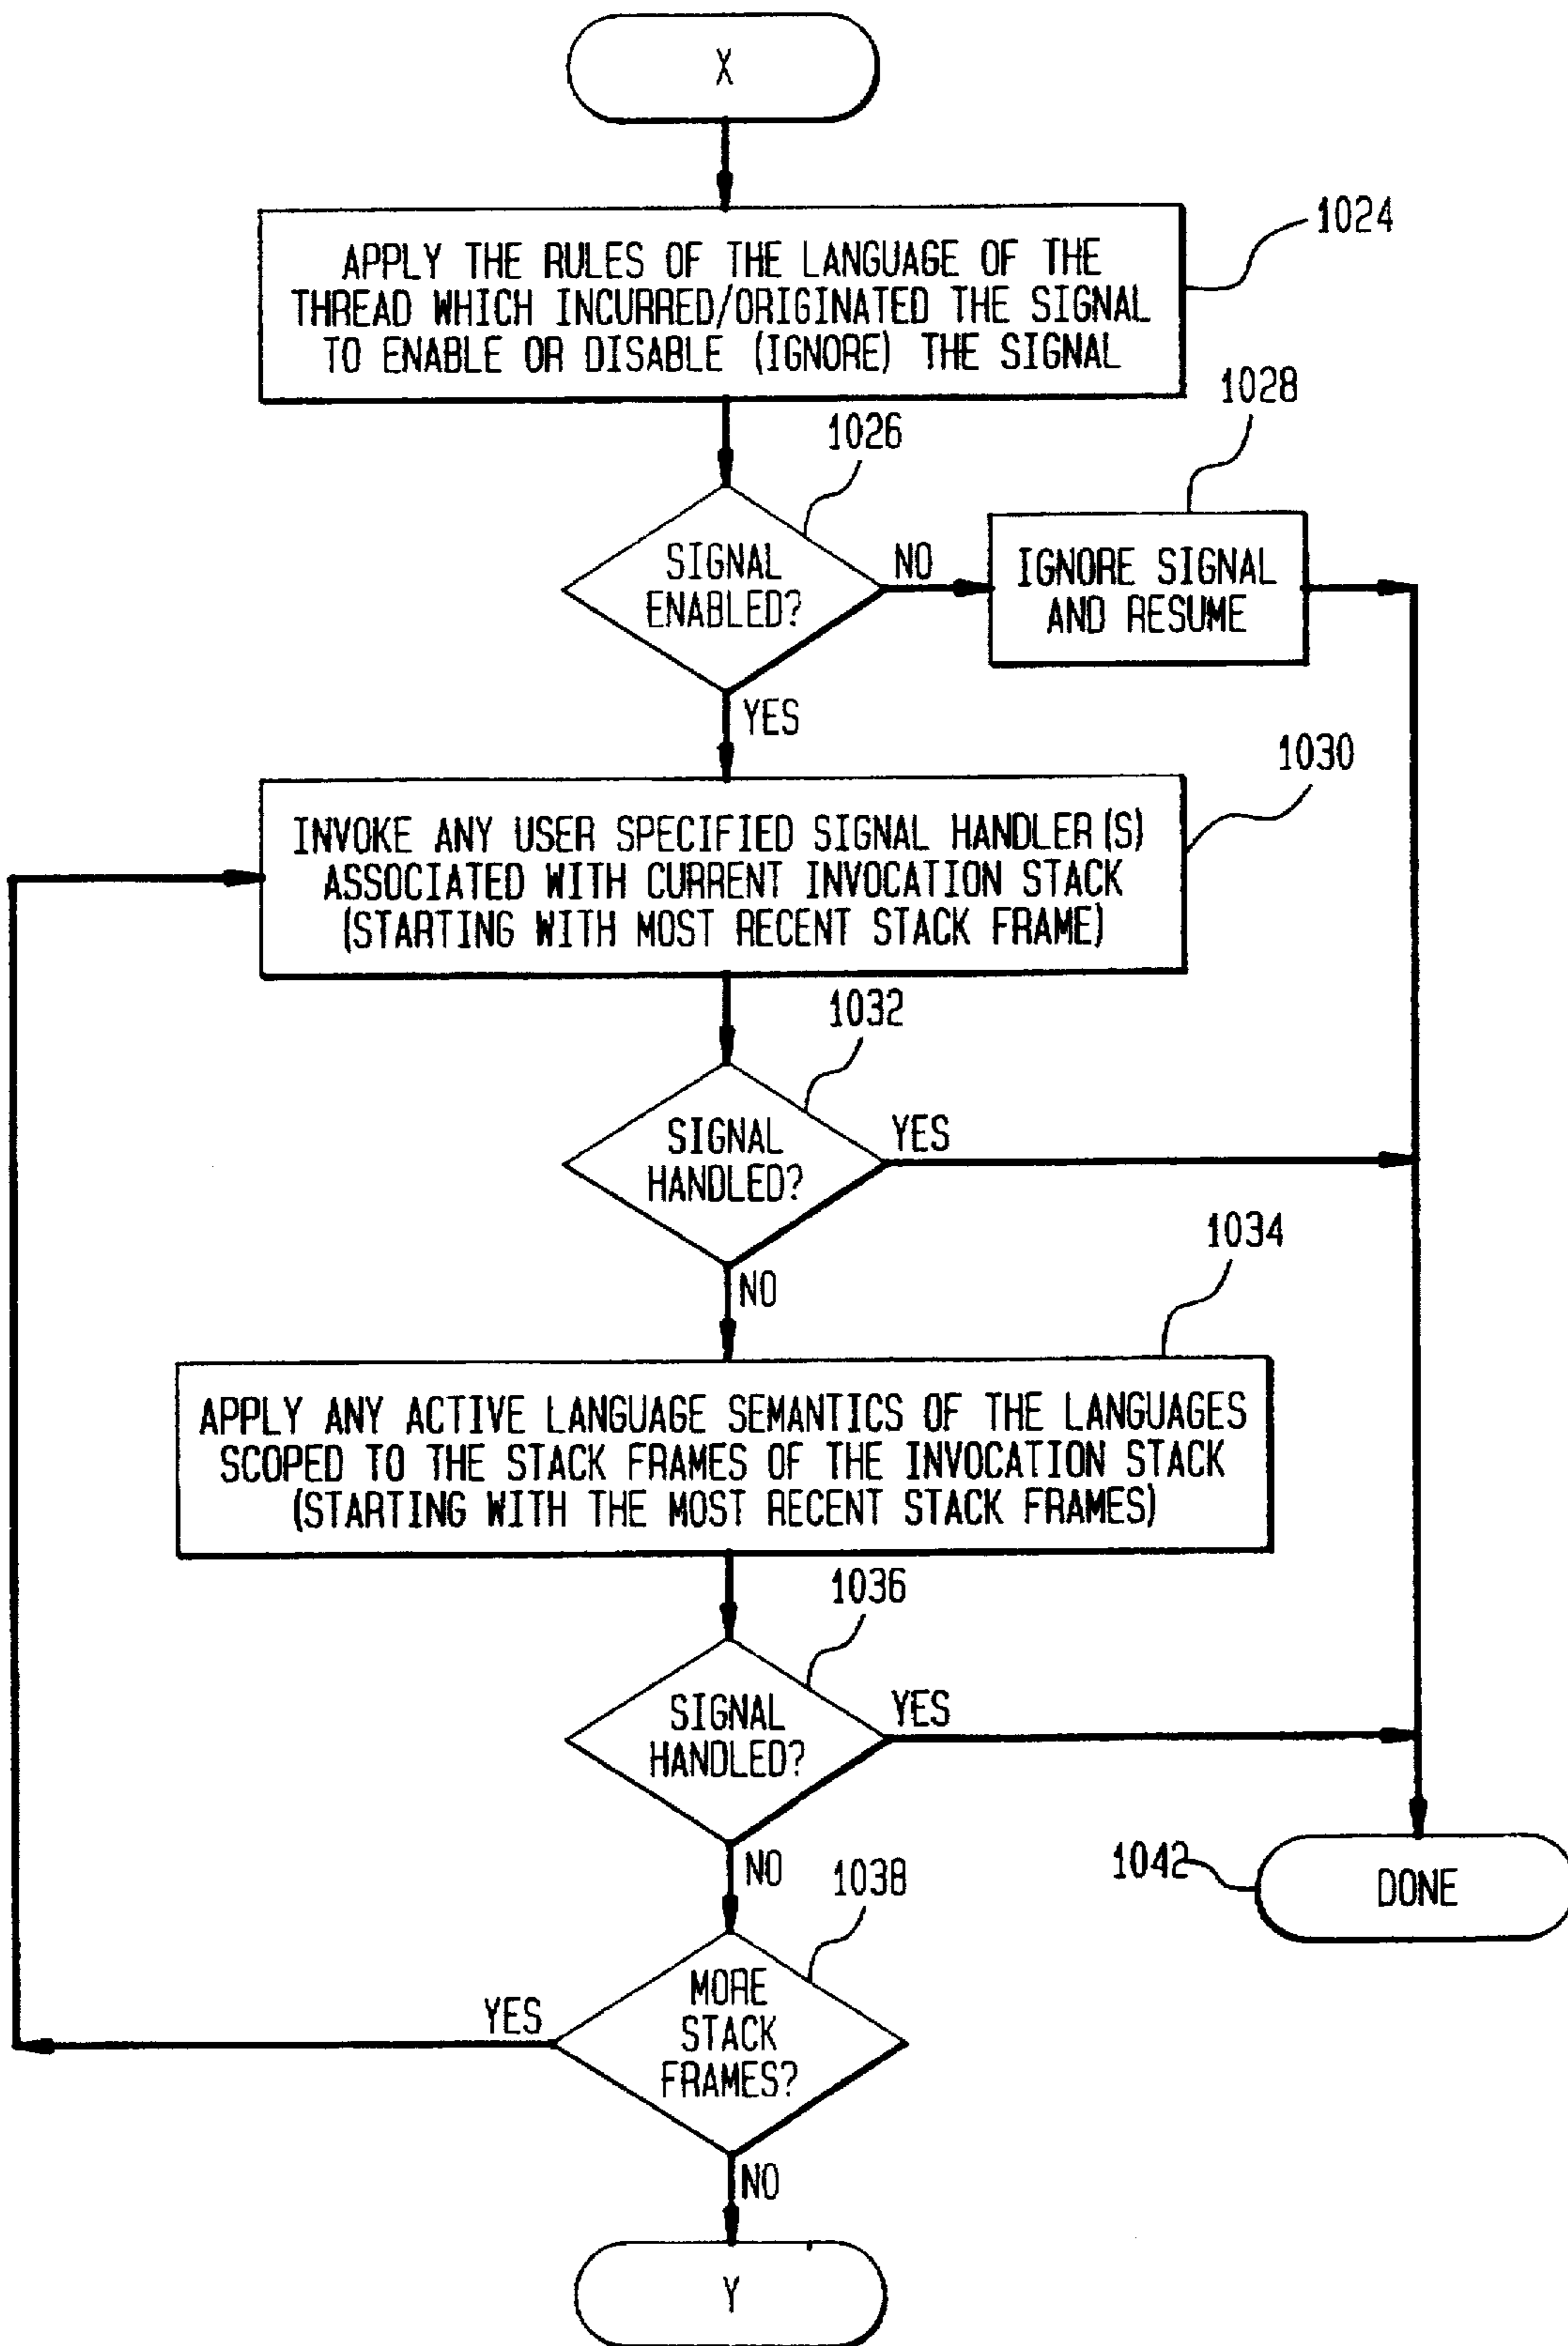 X
1024
APPLY THE RULES OF THE LANGUAGE OF THE
THREAD WHICH INCURRED/ORIGINATED THE SIGNAL
TO ENABLE OR DISABLE (IGNORE) THE SIGNAL
1026
1028
SIGNAL
ENABLED?
NO
IGNORE SIGNAL
AND RESUME
YES
1030
INVOKE ANY USER SPECIFIED SIGNAL HANDLER(S)
ASSOCIATED WITH CURRENT INVOCATION STACK
(STARTING WITH MOST RECENT STACK FRAME)
1032
SIGNAL
HANDLED?
YES
NO
1034
APPLY ANY ACTIVE LANGUAGE SEMANTICS OF THE LANGUAGES
SCOPED TO THE STACK FRAMES OF THE INVOCATION STACK
(STARTING WITH THE MOST RECENT STACK FRAMES)
1036
SIGNAL
HANDLED?
YES
NO
1038
1042
DONE
MORE
STACK
FRAMES?
YES
NO
Y